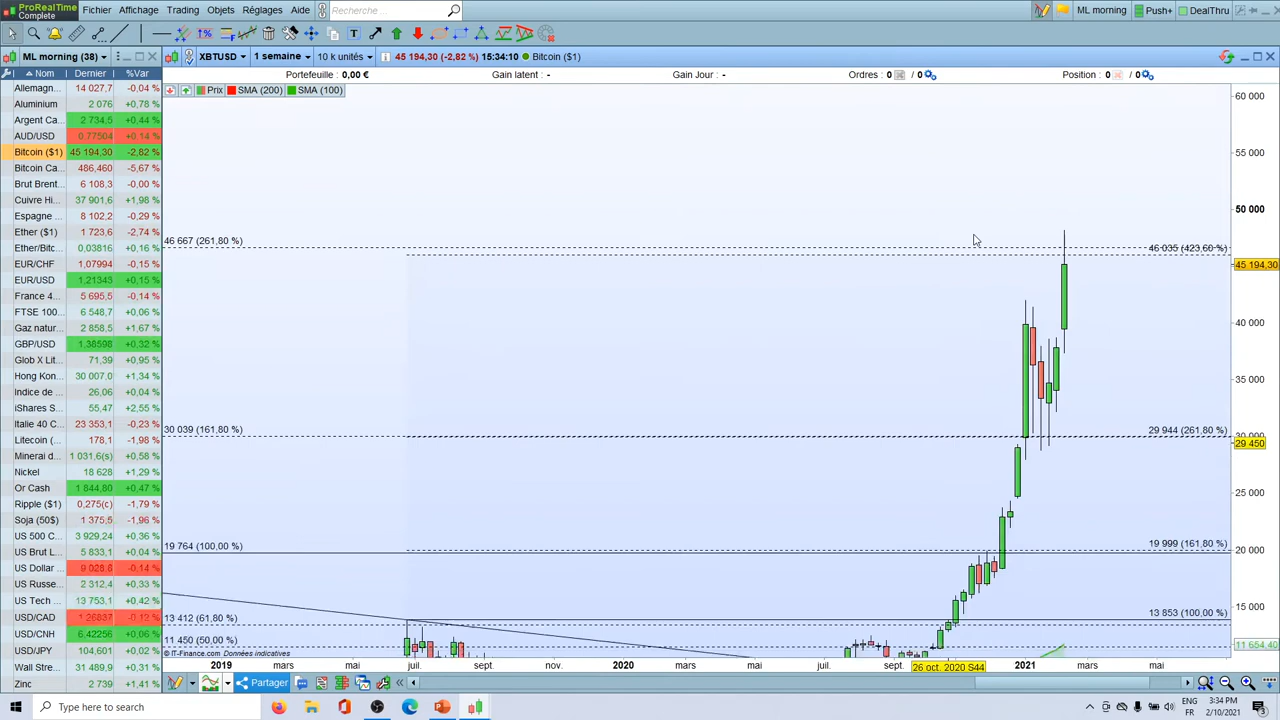 ProRealTime
Complete
Fichier Affichage Trading Objets Réglages Aide
Recherche ...
ML morning Push+ DealThru
ML morning (38)
XBTUSD 1 semaine 10 k unités 45 194,30 (-2,82 %) 15:34:10 Bitcoin ($1)
Nom Dernier %Var
Portefeuille : 0,00 € Gain latent : - Gain Jour : - Ordres : 0 / 0 Position : 0 / 0
Prix SMA (200) SMA (100)
Allemagn... 14 027,7 -0,04 %
Aluminium 2 076 +0,78 %
Argent Ca... 2 734,5 +0,44 %
AUD/USD 0,77504 +0,14 %
Bitcoin ($1) 45 194,30 -2,82 %
Bitcoin Ca... 486,460 -5,67 %
Brut Brent... 6 108,3 -0,00 %
Cuivre Hi... 37 901,6 +1,98 %
Espagne ... 8 102,2 -0,29 %
Ether ($1) 1 723,6 -2,74 %
Ether/Bitc... 0,03816 +0,16 %
EUR/CHF 1,07994 -0,15 %
EUR/USD 1,21343 +0,15 %
France 4... 5 695,5 -0,14 %
FTSE 100... 6 548,7 +0,06 %
Gaz natur... 2 858,5 +1,67 %
GBP/USD 1,38598 +0,32 %
Glob X Lit... 71,39 +0,95 %
Hong Kon... 30 007,0 +1,34 %
Indice de ... 26,06 +0,04 %
iShares S... 55,47 +2,55 %
Italie 40 C... 23 353,1 -0,23 %
Litecoin (... 178,1 -1,98 %
Minerai d... 1 031,6(s) +0,58 %
Nickel 18 628 +1,29 %
Or Cash 1 844,80 +0,47 %
Ripple ($1) 0,275(c) -1,79 %
Soja (50$) 1 375,5 -1,96 %
US 500 C... 3 929,24 +0,36 %
US Brut L... 5 833,1 +0,04 %
US Dollar ... 9 028,8 -0,14 %
US Russe... 2 312,4 +0,33 %
US Tech ... 13 753,1 +0,42 %
USD/CAD 1,26837 -0,12 %
USD/CNH 6,42256 +0,06 %
USD/JPY 104,660 +0,02 %
Wall Stre... 31 489,9 +0,31 %
Zinc 2 739 +1,41 %
46 667 (261,80 %)
30 039 (161,80 %)
19 764 (100,00 %)
13 412 (61,80 %)
11 450 (50,00 %)
46 035 (423,60 %)
29 944 (261,80 %)
19 999 (161,80 %)
13 853 (100,00 %)
60 000
55 000
50 000
45 194,30
40 000
35 000
30 000
29 450
25 000
20 000
15 000
11 654,40
© IT-Finance.com Données indicatives
2019 mars mai juil. sept. nov. 2020 mars mai juil. 26 oct. 2020 S44 2021 mars mai
Partager
Type here to search
ENG
FR
3:34 PM
2/10/2021
3